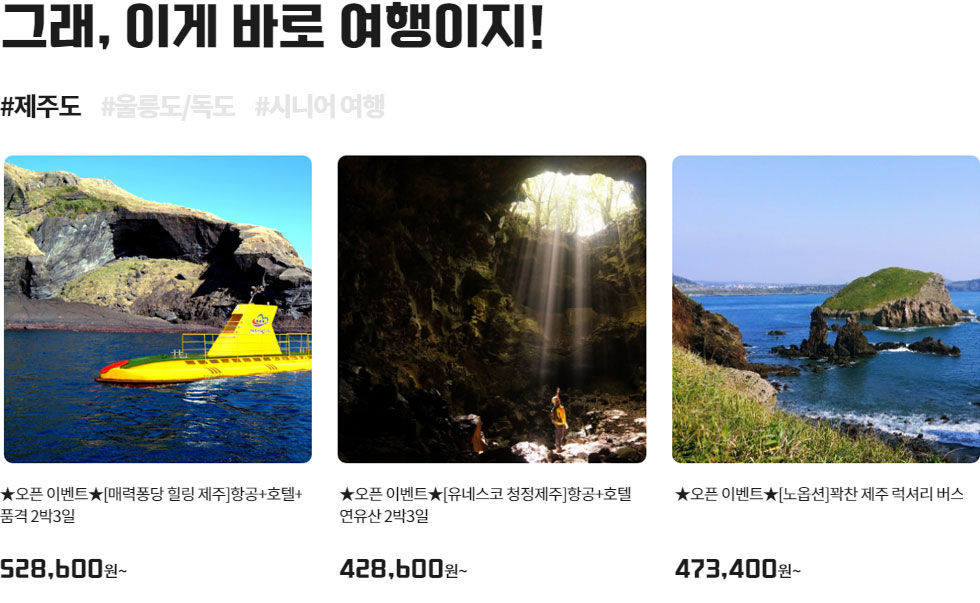 그래, 이게 바로 여행이지!
#제주도 #울릉도/독도 #시니어 여행
★오픈 이벤트★[매력퐁당 힐링 제주]항공+호텔+
품격 2박3일
528,600원~
★오픈 이벤트★[유네스코 청정제주]항공+호텔
연유산 2박3일
428,600원~
★오픈 이벤트★[노옵션]꽉찬 제주 럭셔리 버스
473,400원~